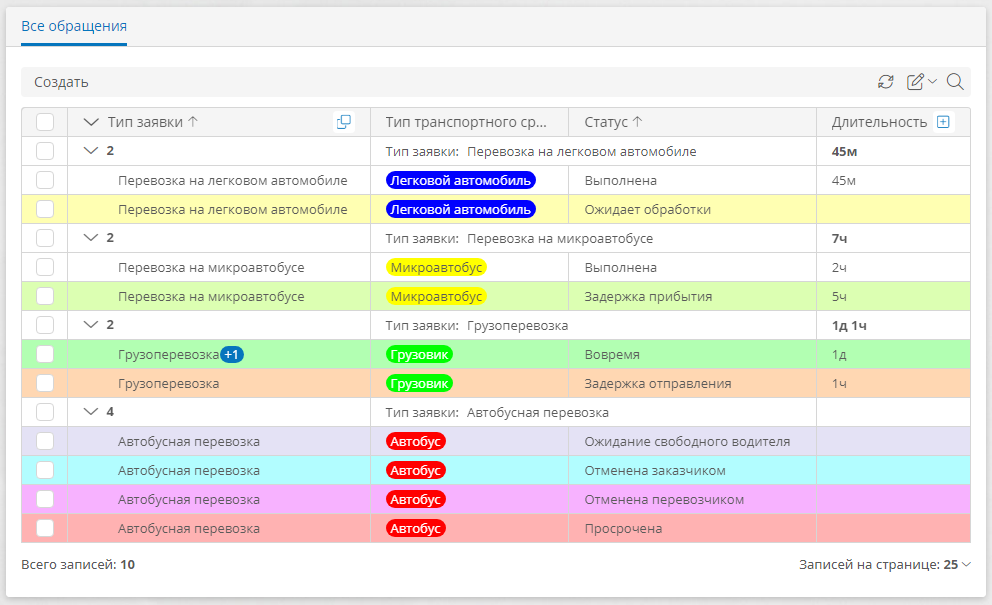 Все обращения
Создать
Тип заявки Тип транспортного ср... Статус Длительность
2 Тип заявки: Перевозка на легковом автомобиле 45м
Перевозка на легковом автомобиле Легковой автомобиль Выполнена 45м
Перевозка на легковом автомобиле Легковой автомобиль Ожидает обработки
2 Тип заявки: Перевозка на микроавтобусе 7ч
Перевозка на микроавтобусе Микроавтобус Выполнена 2ч
Перевозка на микроавтобусе Микроавтобус Задержка прибытия 5ч
2 Тип заявки: Грузоперевозка 1д 1ч
Грузоперевозка +1 Грузовик Вовремя 1д
Грузоперевозка Грузовик Задержка отправления 1ч
4 Тип заявки: Автобусная перевозка
Автобусная перевозка Автобус Ожидание свободного водителя
Автобусная перевозка Автобус Отменена заказчиком
Автобусная перевозка Автобус Отменена перевозчиком
Автобусная перевозка Автобус Просрочена
Всего записей: 10 Записей на странице: 25